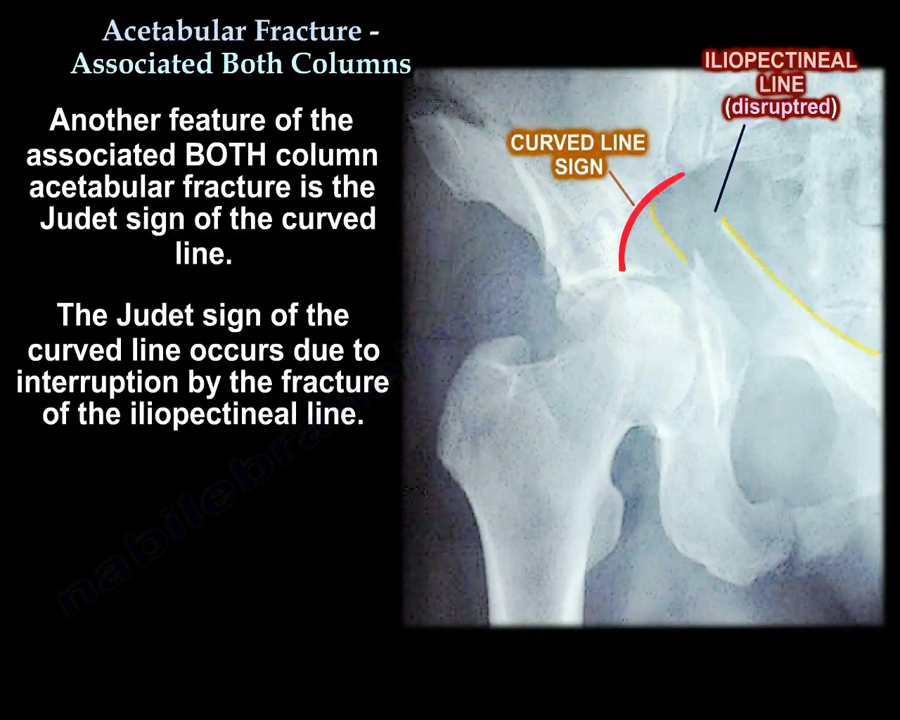 Acetabular Fracture -
Associated Both Columns
Another feature of the
associated BOTH column
acetabular fracture is the
Judet sign of the curved
line.
The Judet sign of the
curved line occurs due to
interruption by the fracture
of the iliopectineal line.
CURVED LINE
SIGN
ILIOPECTINEAL
LINE
(disruptred)